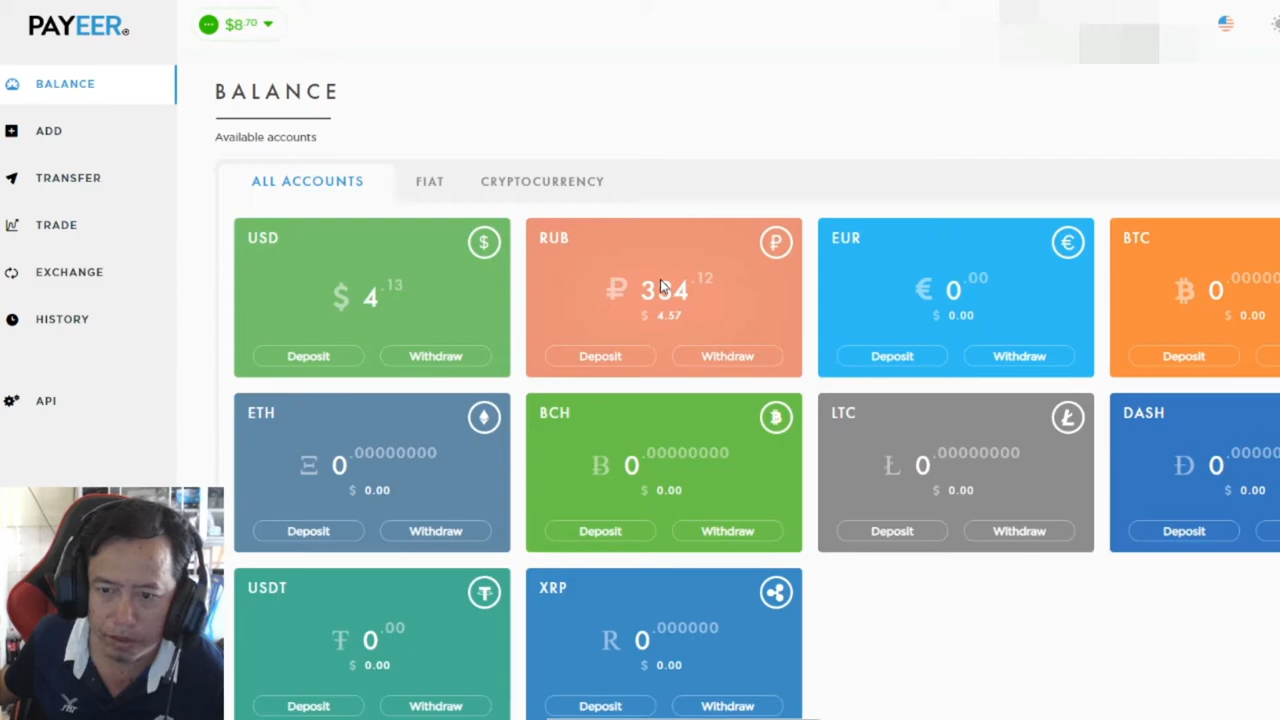 PAYEER
$8.70
BALANCE
ADD
TRANSFER
TRADE
EXCHANGE
HISTORY
API
BALANCE
Available accounts
ALL ACCOUNTS FIAT CRYPTOCURRENCY
USD RUB EUR BTC
$ 4.13 ₽ .12 € 0.00 0.00000
$ 4.57 $ 0.00 $ 0.00
Deposit Withdraw Deposit Withdraw Deposit Withdraw Deposit
ETH BCH LTC DASH
Ξ 0.00000000 0.00000000 Ł 0.00000000 Đ 0.00000
$ 0.00 $ 0.00 $ 0.00 $ 0.00
Deposit Withdraw Deposit Withdraw Deposit Withdraw Deposit
USDT XRP
₮ 0.00 R 0.000000
$ 0.00 $ 0.00
Deposit Withdraw Deposit Withdraw
FBT